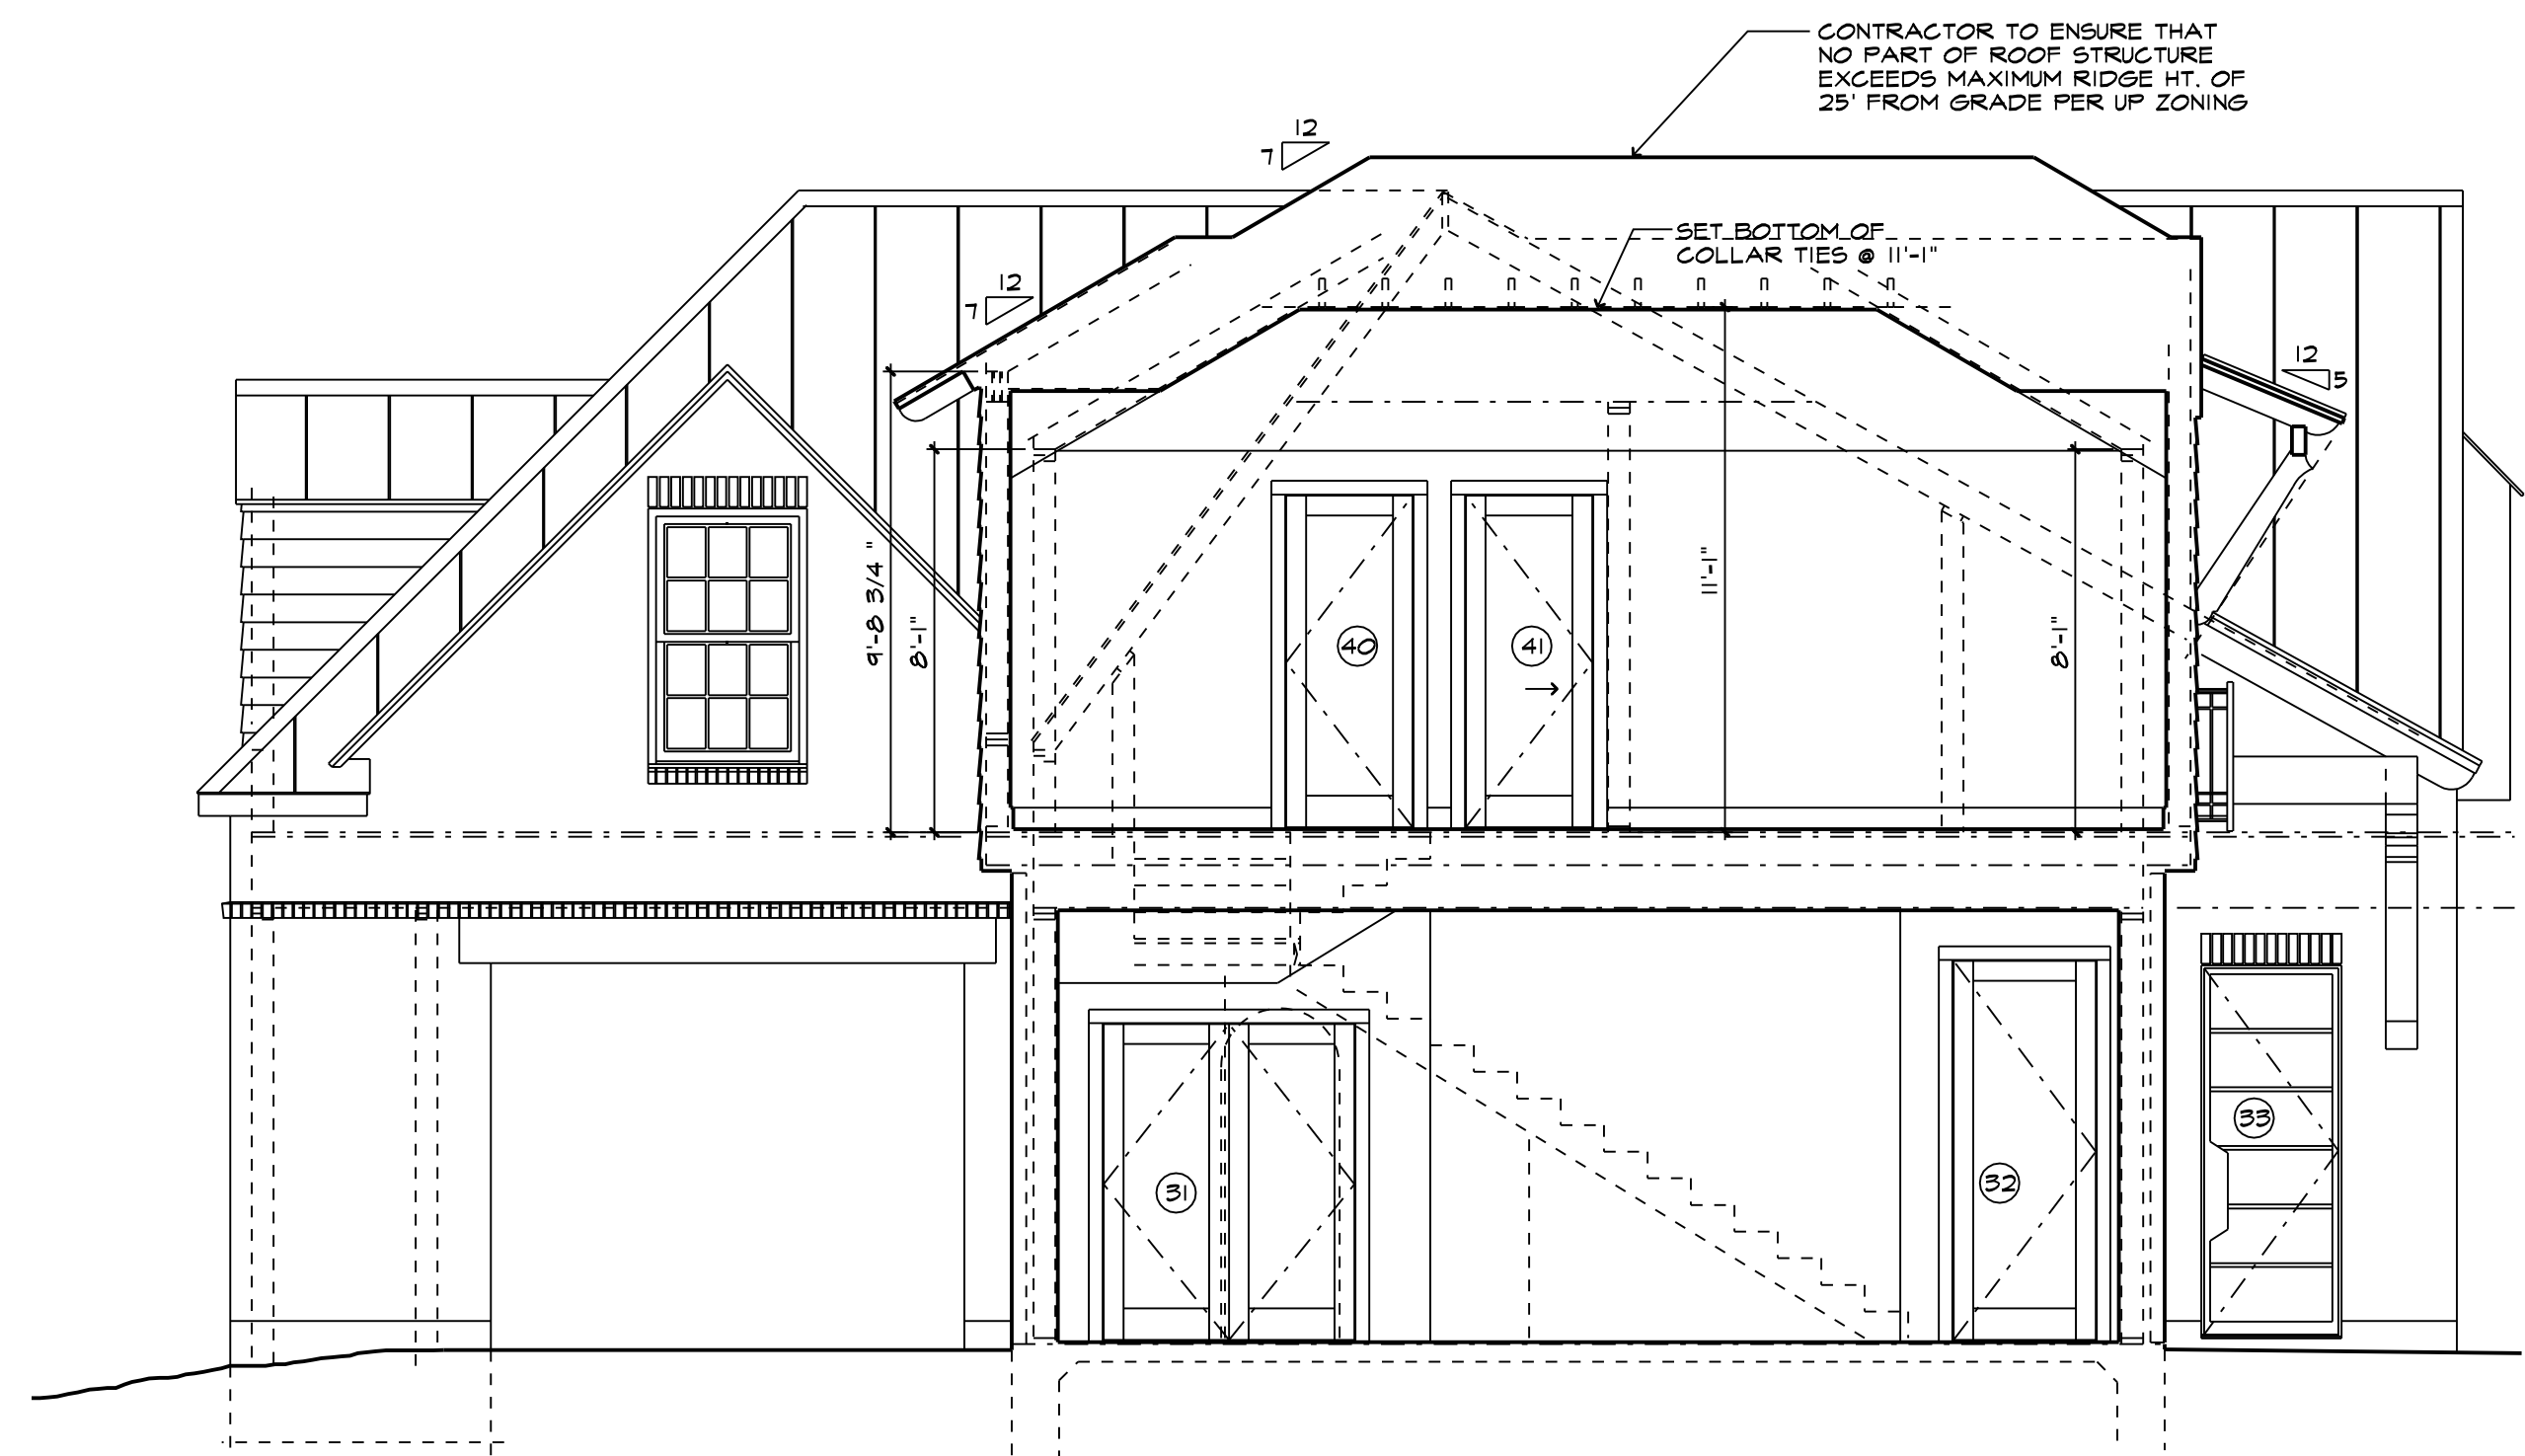 CONTRACTOR TO ENSURE THAT
NO PART OF ROOF STRUCTURE
EXCEEDS MAXIMUM RIDGE HT. OF
25' FROM GRADE PER UP ZONING
12
7
SET BOTTOM OF
COLLAR TIES @ 11'-1"
12
7
12
5
9'-8 3/4"
8'-1"
11'-1"
8'-1"
40
41
33
31
32